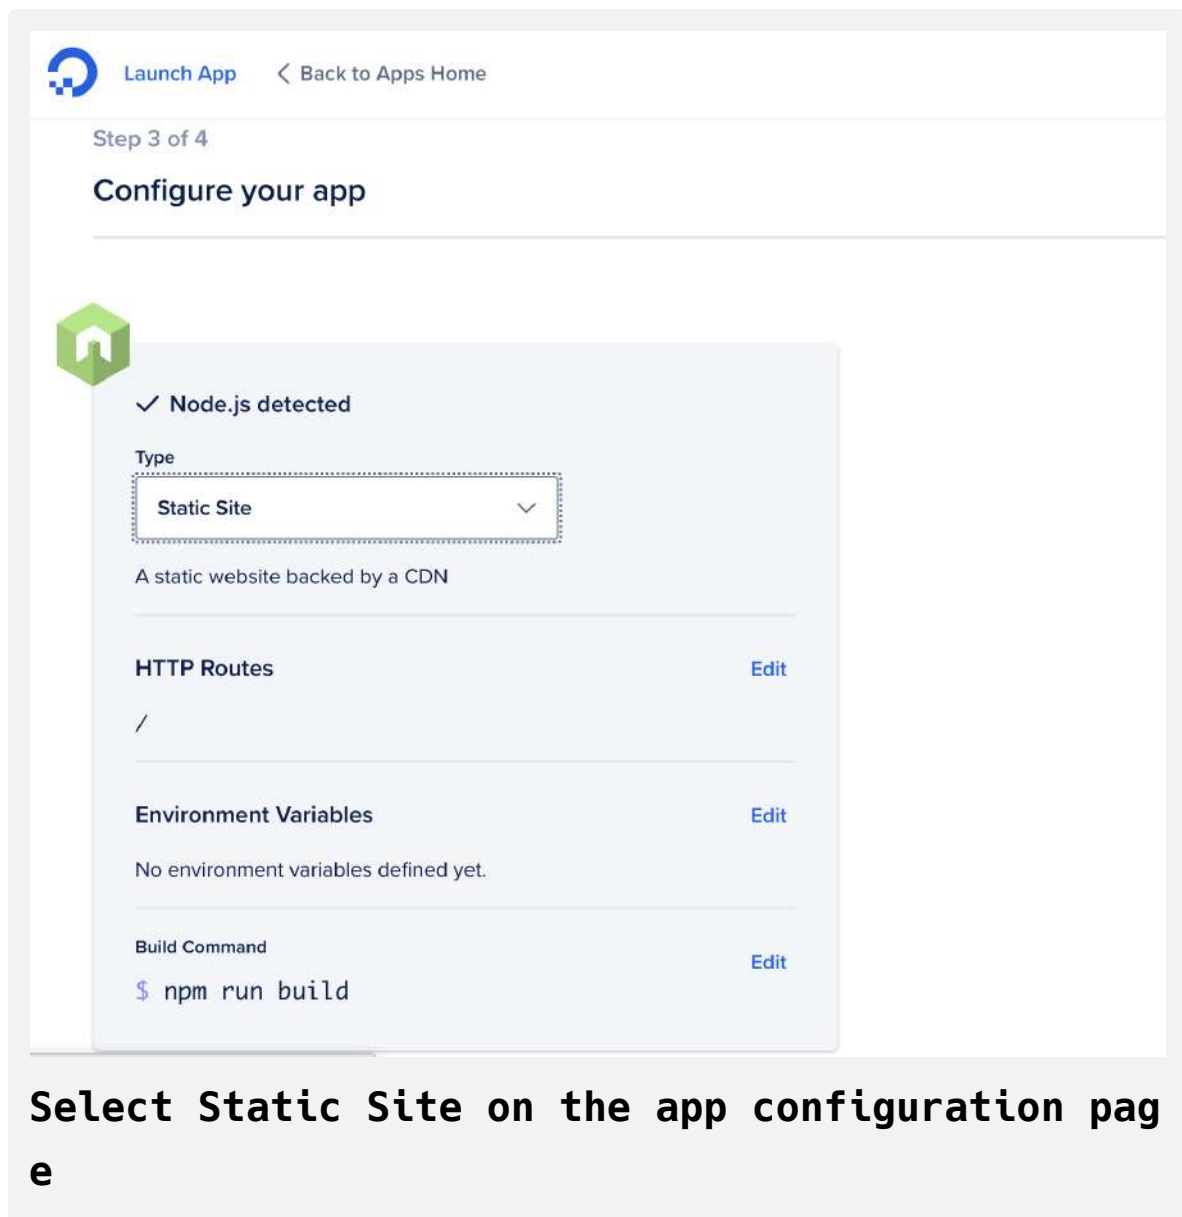 Launch App < Back to Apps Home
Step 3 of 4
Configure your app
Node.js detected
Type
Static Site
A static website backed by a CDN
HTTP Routes Edit
/
Environment Variables Edit
No environment variables defined yet.
Build Command Edit
$ npm run build
Select Static Site on the app configuration pag
e